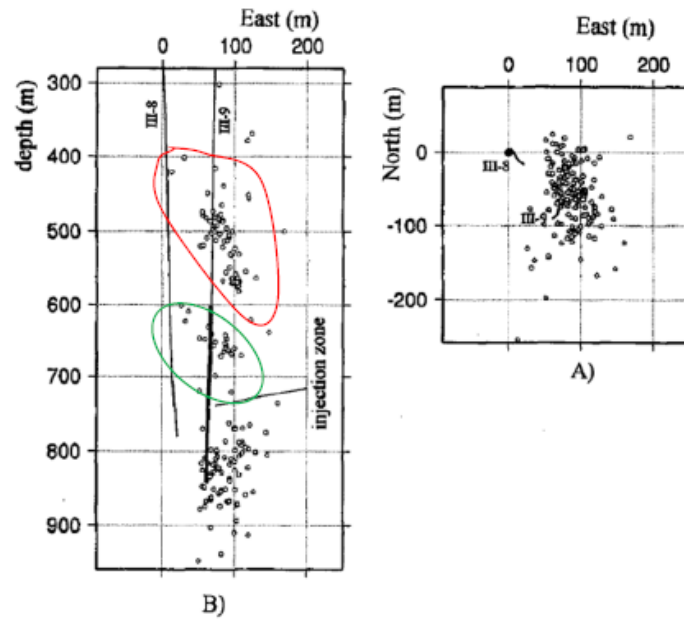 East (m)
0 100 200
depth (m)
300
400
500
600
700
800
900
III-8
III-9
injection zone
B)
East (m)
0 100 200
North (m)
0
-100
-200
III-8
III-9
A)